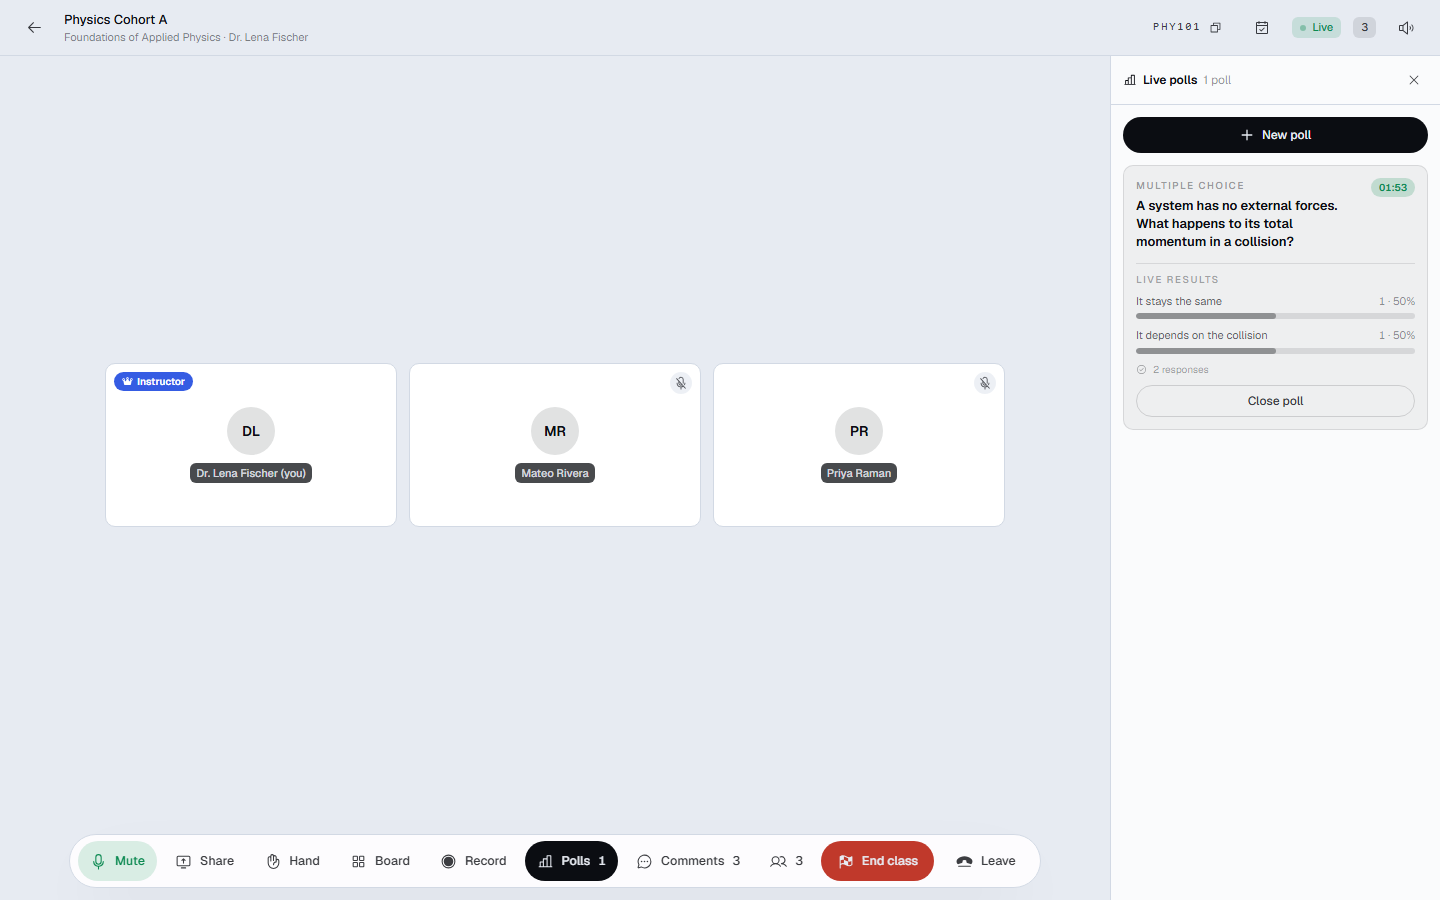 Physics Cohort A
Foundations of Applied Physics · Dr. Lena Fischer
PHY101
Live
3
Live polls 1 poll
New poll
MULTIPLE CHOICE
01:53
A system has no external forces.
What happens to its total
momentum in a collision?
LIVE RESULTS
It stays the same 1 · 50%
It depends on the collision 1 · 50%
2 responses
Close poll
Instructor
DL
Dr. Lena Fischer (you)
MR
Mateo Rivera
PR
Priya Raman
Mute
Share
Hand
Board
Record
Polls 1
Comments 3
3
End class
Leave